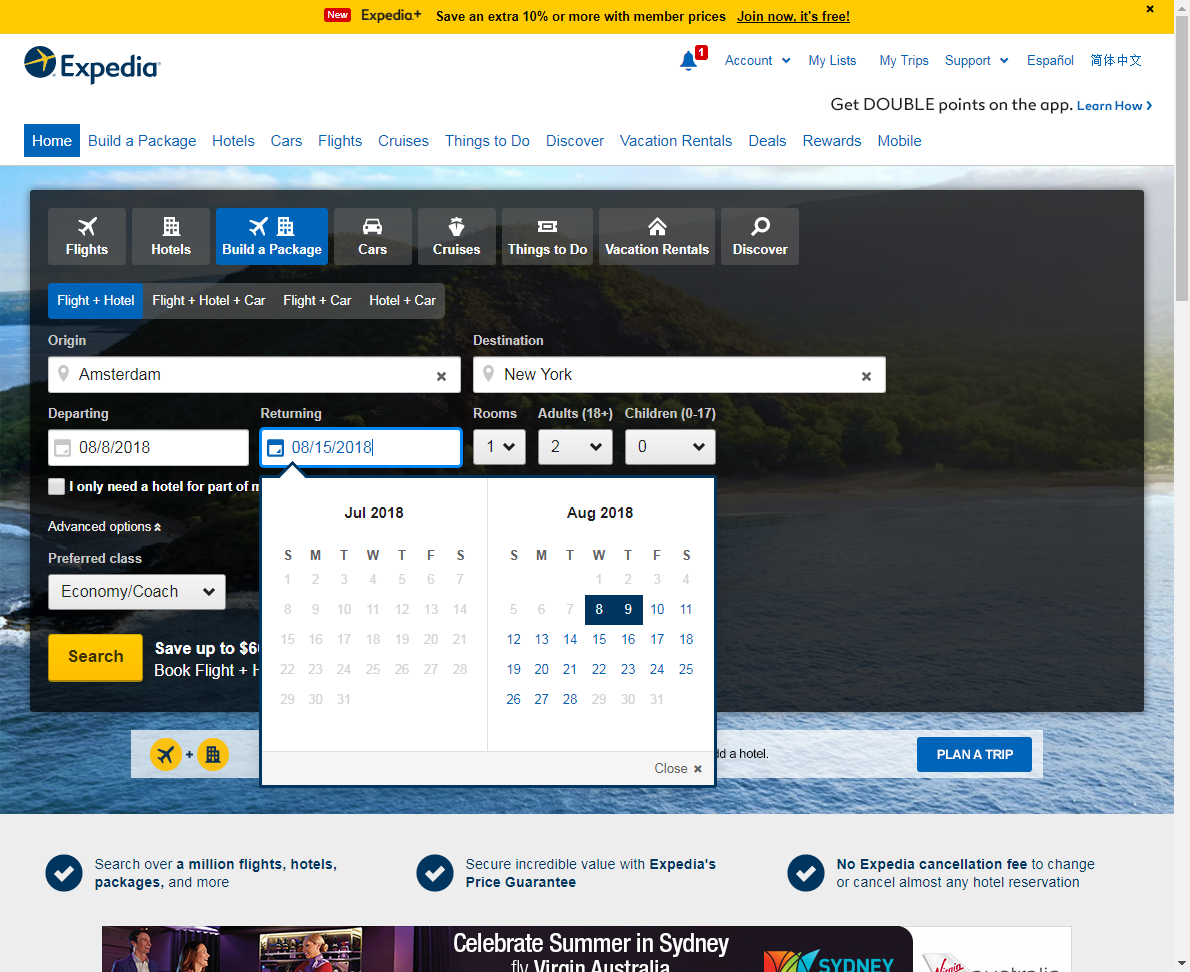 New Expedia+ Save an extra 10% or more with member prices Join now, it's free!
Expedia
1 Account My Lists My Trips Support Español 简体中文
Get DOUBLE points on the app. Learn How
Home Build a Package Hotels Cars Flights Cruises Things to Do Discover Vacation Rentals Deals Rewards Mobile
Flights Hotels Build a Package Cars Cruises Things to Do Vacation Rentals Discover
Flight + Hotel Flight + Hotel + Car Flight + Car Hotel + Car
Origin Destination
Amsterdam New York
Departing Returning Rooms Adults (18+) Children (0-17)
08/8/2018 08/15/2018 1 2 0
I only need a hotel for part of m
Advanced options
Preferred class
Economy/Coach
Search
Save up to $6
Book Flight + H
Jul 2018
S M T W T F S
1 2 3 4 5 6 7
8 9 10 11 12 13 14
15 16 17 18 19 20 21
22 23 24 25 26 27 28
29 30 31
Aug 2018
S M T W T F S
1 2 3 4
5 6 7 8 9 10 11
12 13 14 15 16 17 18
19 20 21 22 23 24 25
26 27 28 29 30 31
Close
+ dd a hotel. PLAN A TRIP
Search over a million flights, hotels,
packages, and more
Secure incredible value with Expedia's
Price Guarantee
No Expedia cancellation fee to change
or cancel almost any hotel reservation
Celebrate Summer in Sydney
fly Virgin Australia
SYDNEY
Virgin australia